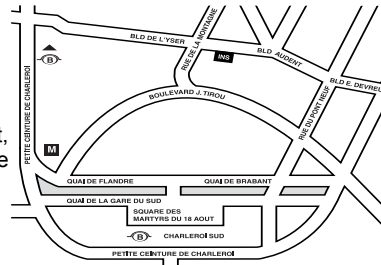 RUE DE LA MONTAGNE
BLD DE L'YSER
INS
BLD AUDENT
B
BLD E. DEVREU
BOULEVARD J. TIROU
RUE DU PONT NEUF
PETITE CEINTURE DE CHARLEROI
t,
M
e
QUAI DE FLANDRE
QUAI DE BRABANT
QUAI DE LA GARE DU SUD
SQUARE DES
MARTYRS DU 18 AOUT
B CHARLEROI SUD
PETITE CEINTURE DE CHARLEROI